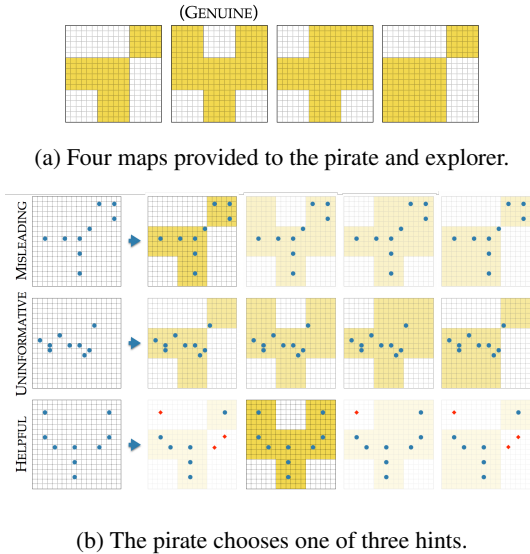 (GENUINE)
(a) Four maps provided to the pirate and explorer.
MISLEADING
UNINFORMATIVE
HELPFUL
(b) The pirate chooses one of three hints.